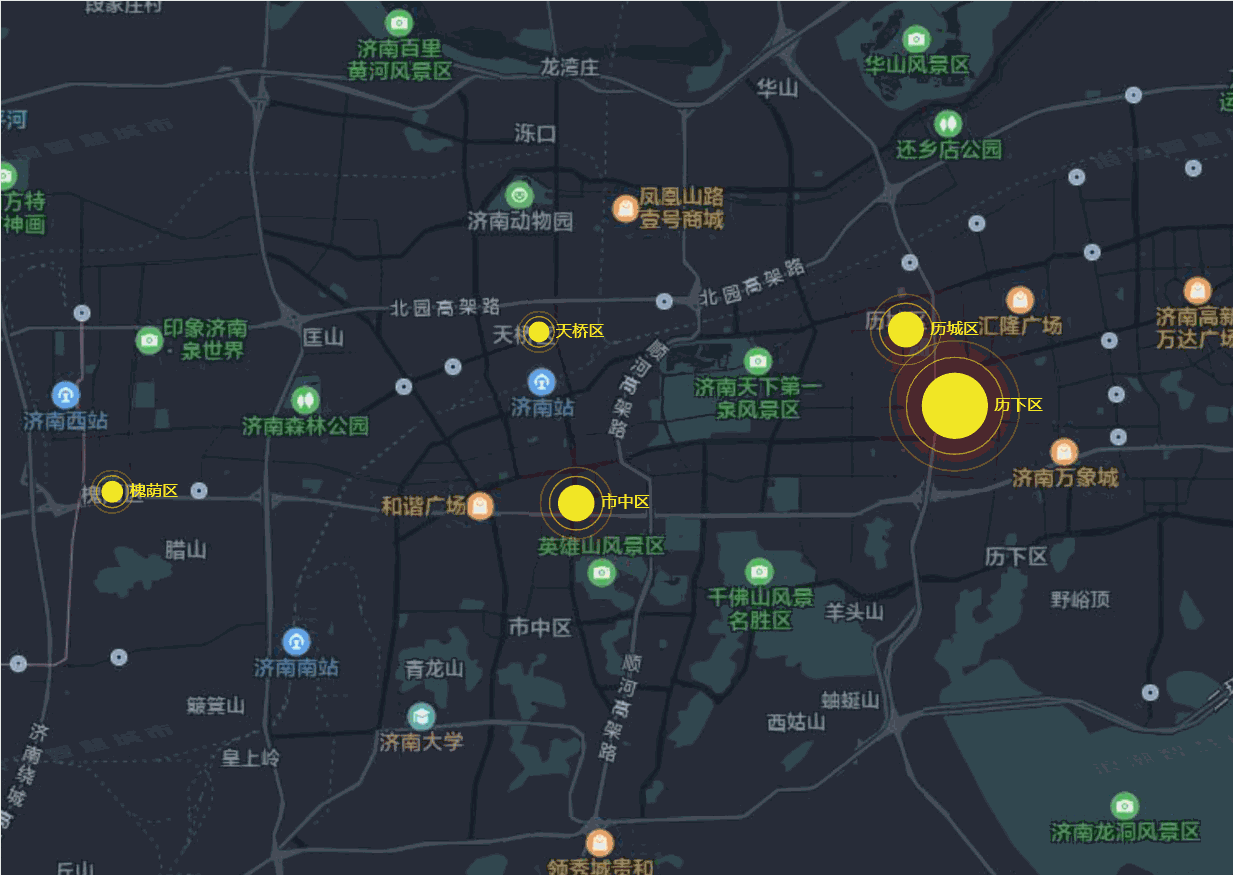 段家庄村
济南百里
黄河风景区
龙湾庄
华山
华山风景区
泺口
还乡店公园
方特
神画
济南动物园
凤凰山路
壹号商城
北园高架路
北园高架路
印象济南
·泉世界
匡山
天桥区
历城区
汇隆广场
济南高新
万达广场
顺河高架路
济南西站
济南森林公园
济南站
济南天下第一
泉风景区
历下区
济南万象城
槐荫区
和谐广场
市中区
英雄山风景区
腊山
历下区
千佛山风景
名胜区
羊头山
野峪顶
市中区
济南南站
青龙山
顺河高架路
簸箕山
蚰蜒山
西姑山
济南大学
皇上岭
济南绕城高
济南龙洞风景区
丘山
领秀城贵和